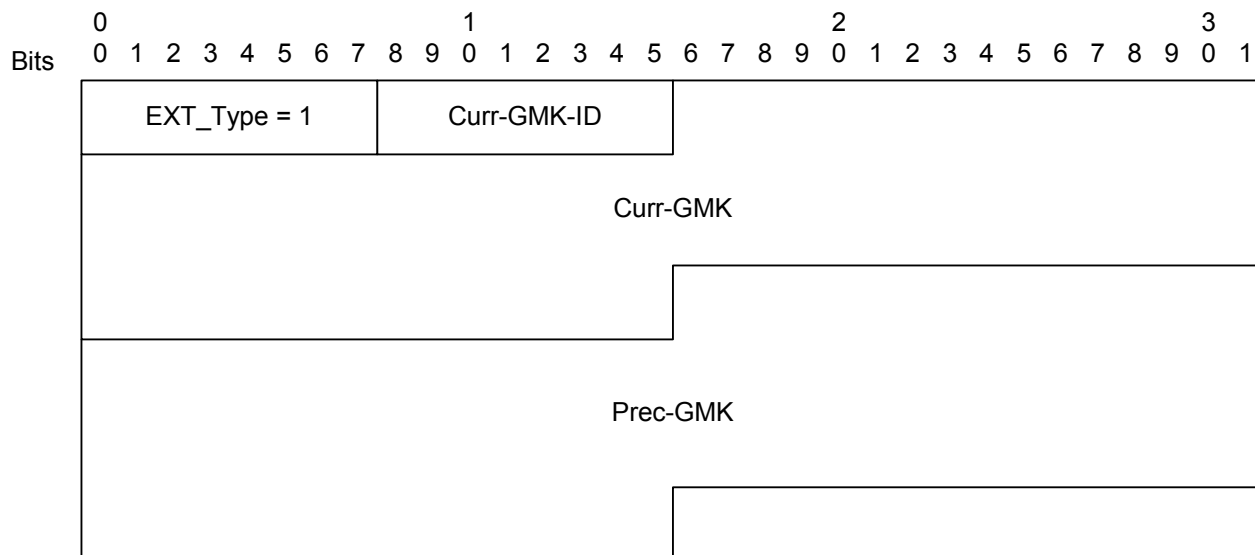 0 1 2 3
Bits 0 1 2 3 4 5 6 7 8 9 0 1 2 3 4 5 6 7 8 9 0 1 2 3 4 5 6 7 8 9 0 1
EXT_Type = 1 Curr-GMK-ID
Curr-GMK
Prec-GMK